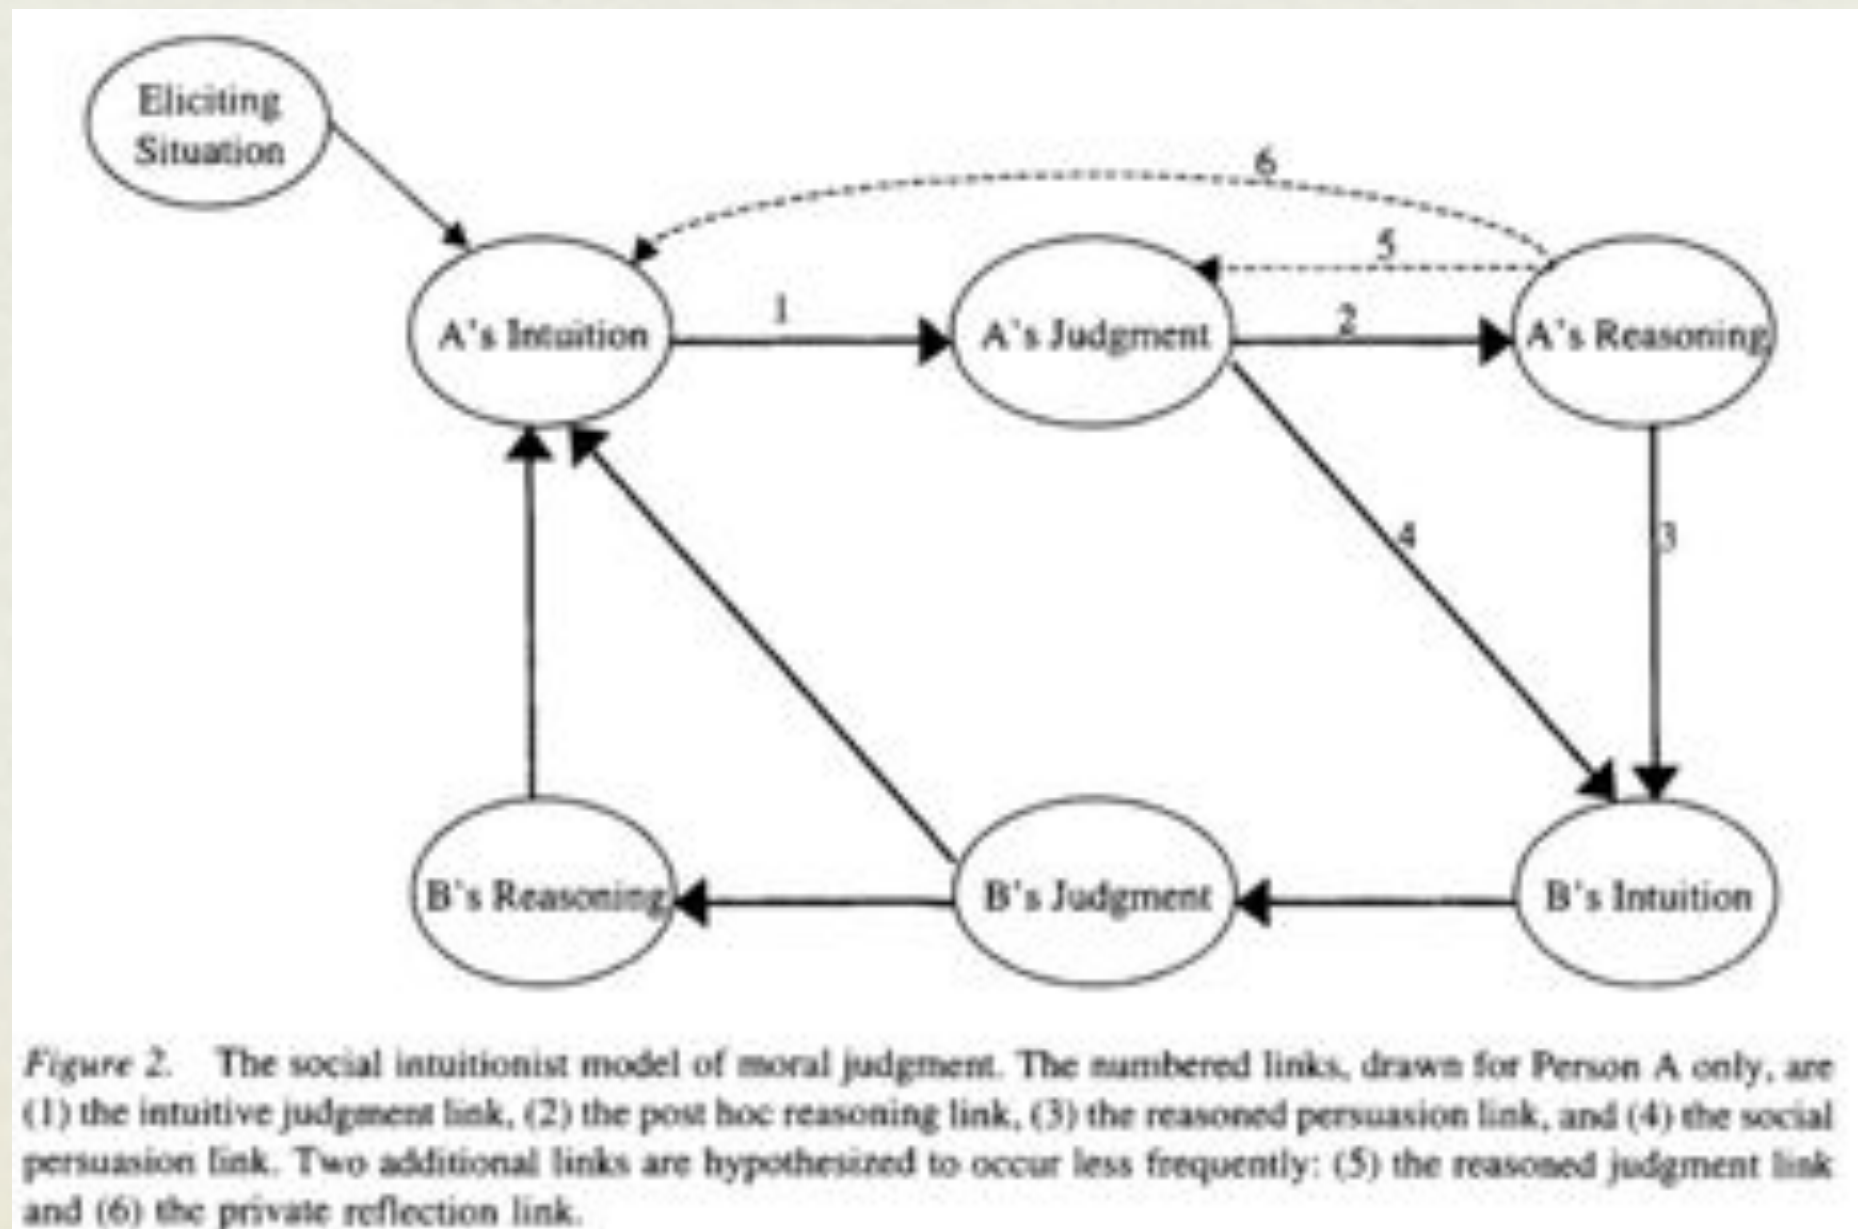 Eliciting
Situation
6
5
A's Intuition
1
A's Judgment
2
A's Reasoning
4
3
B's Reasoning
B's Judgment
B's Intuition
Figure 2. The social intuitionist model of moral judgment. The numbered links, drawn for Person A only, are
(1) the intuitive judgment link, (2) the post hoc reasoning link, (3) the reasoned persuasion link, and (4) the social
persuasion link. Two additional links are hypothesized to occur less frequently: (5) the reasoned judgment link
and (6) the private reflection link.